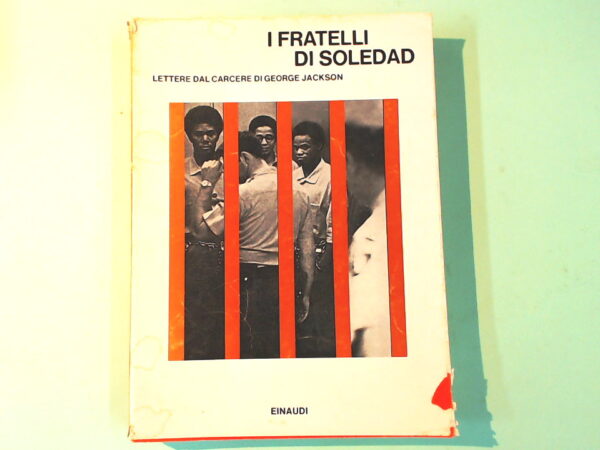 I FRATELLI
DI SOLEDAD
LETTERE DAL CARCERE DI GEORGE JACKSON
EINAUDI